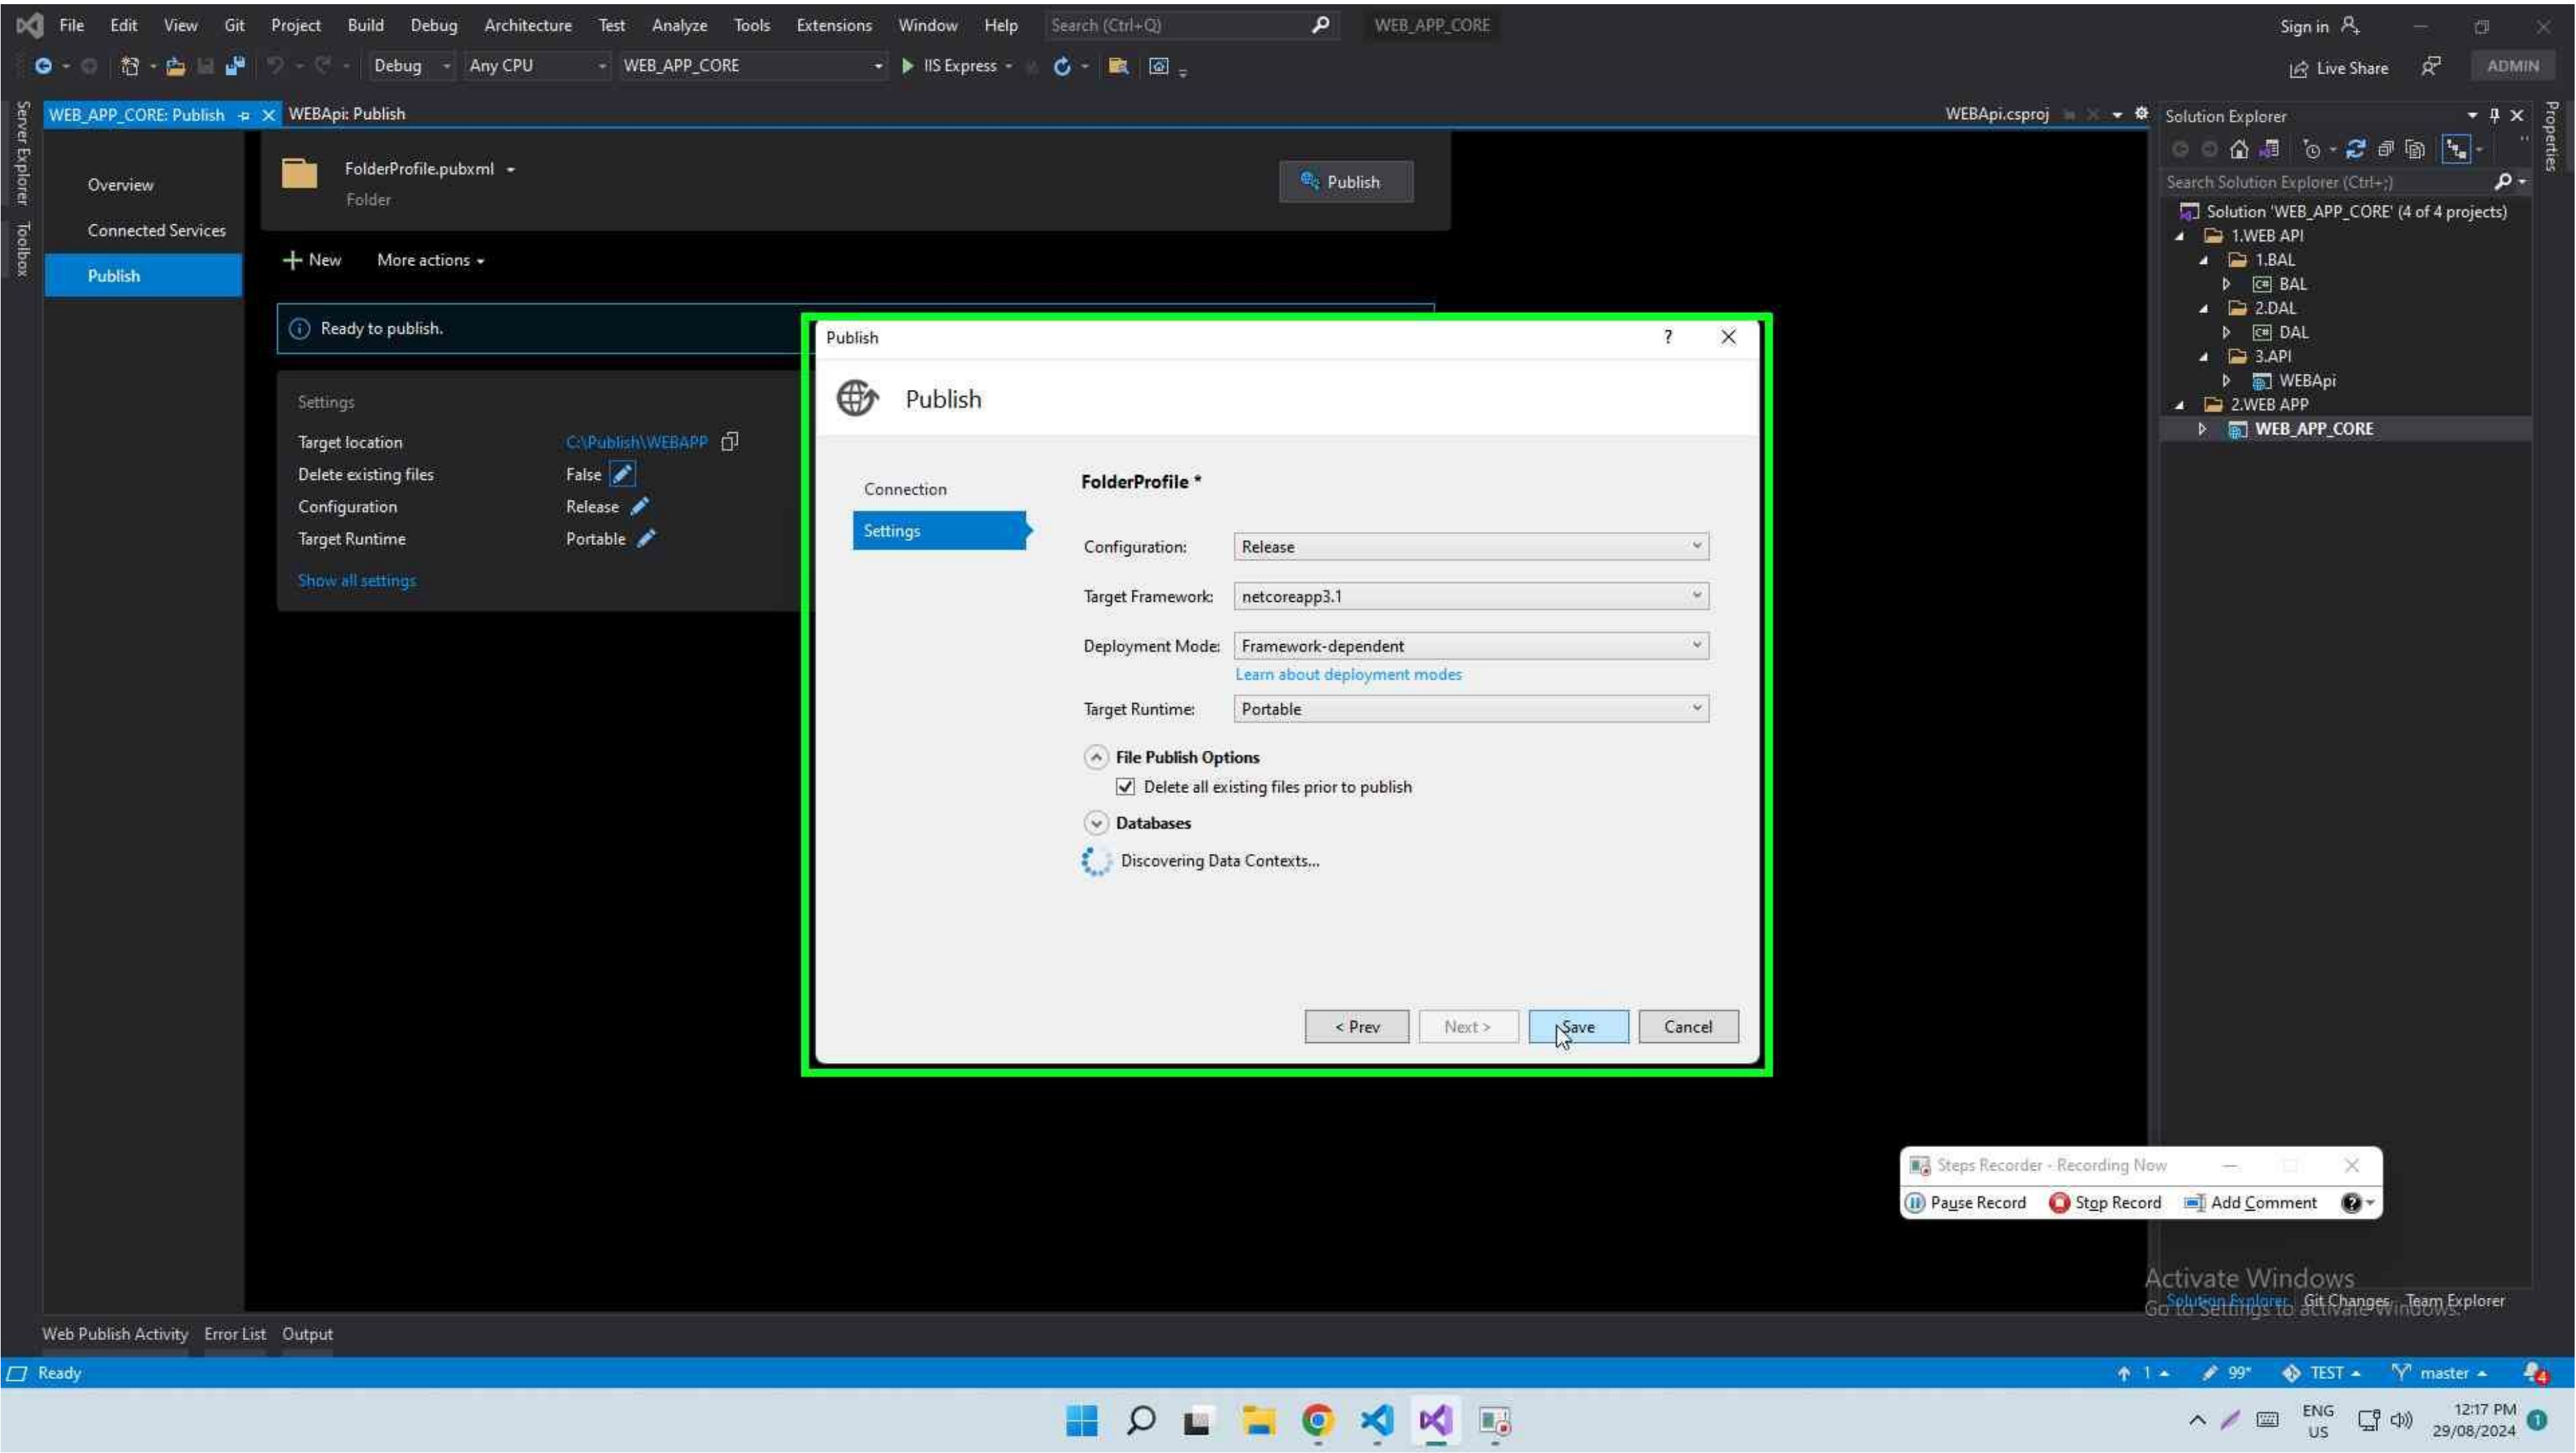 File Edit View Git Project Build Debug Architecture Test Analyze Tools Extensions Window Help Search (Ctrl+Q) WEB_APP_CORE Sign in
Debug Any CPU WEB_APP_CORE IIS Express Live Share ADMIN
Server Explorer
Toolbox
WEB_APP_CORE: Publish WEBApi: Publish WEBApi.csproj
Overview
Connected Services
Publish
FolderProfile.pubxml
Folder
Publish
New More actions
Ready to publish.
Settings
Target location C:\Publish\WEBAPP
Delete existing files False
Configuration Release
Target Runtime Portable
Show all settings
Publish ?
Publish
Connection
Settings
FolderProfile *
Configuration: Release
Target Framework: netcoreapp3.1
Deployment Mode: Framework-dependent
Learn about deployment modes
Target Runtime: Portable
File Publish Options
Delete all existing files prior to publish
Databases
Discovering Data Contexts...
< Prev Next > Save Cancel
Solution Explorer
Search Solution Explorer (Ctrl+;)
Solution 'WEB_APP_CORE' (4 of 4 projects)
1.WEB API
1.BAL
C# BAL
2.DAL
C# DAL
3.API
WEBApi
2.WEB APP
WEB_APP_CORE
Properties
Steps Recorder - Recording Now
Pause Record Stop Record Add Comment
Activate Windows
Go to Settings to activate Windows.
Solution Explorer Git Changes Team Explorer
Web Publish Activity Error List Output
Ready 1 99+ TEST master 4
ENG
US
12:17 PM
29/08/2024
1